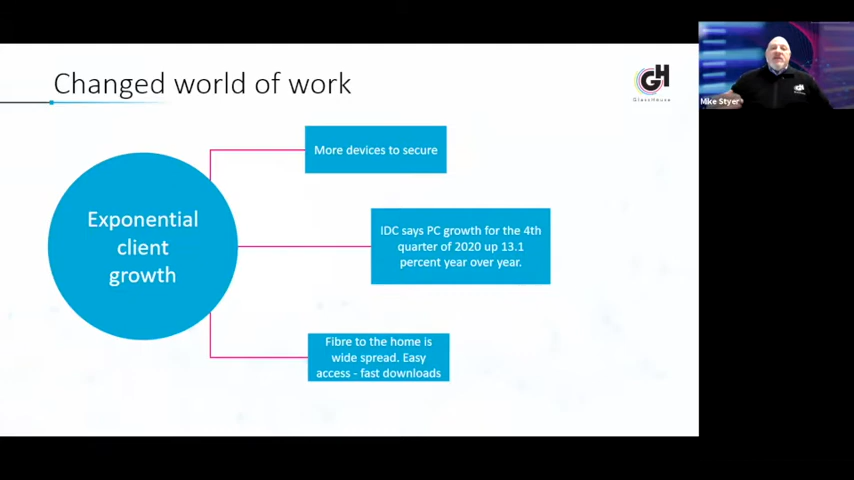 Changed world of work
GH
GlassHouse
Mike Styer
More devices to secure
Exponential
client
growth
IDC says PC growth for the 4th
quarter of 2020 up 13.1
percent year over year.
Fibre to the home is
wide spread. Easy
access - fast downloads